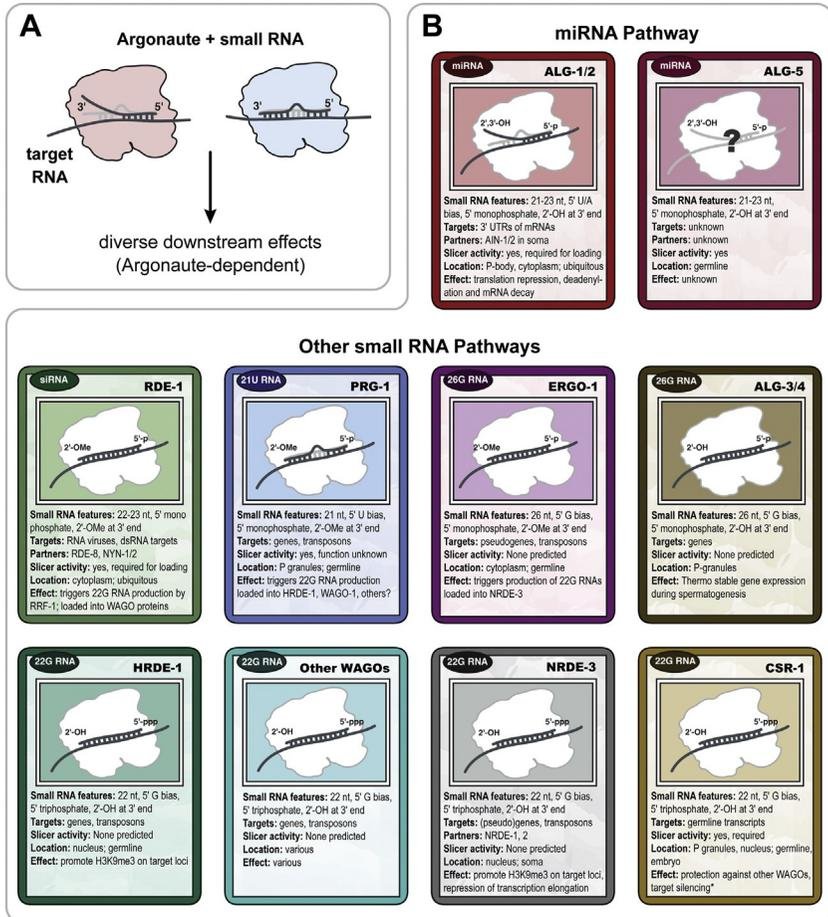 A
Argonaute + small RNA
3'
5'
3'
5'
target
RNA
diverse downstream effects
(Argonaute-dependent)
B
miRNA Pathway
miRNA
ALG-1/2
2',3'-OH
5'-p
Small RNA features: 21-23 nt, 5' U/A
bias, 5' monophosphate, 2'-OH at 3' end
Targets: 3' UTRs of mRNAs
Partners: AIN-1/2 in soma
Slicer activity: yes, required for loading
Location: P-body, cytoplasm; ubiquitous
Effect: translation repression, deadenyl-
ation and mRNA decay
miRNA
ALG-5
2',3'-OH
5'-p
?
Small RNA features: 21-23 nt,
5' monophosphate, 2'-OH at 3' end
Targets: unknown
Partners: unknown
Slicer activity: yes
Location: germline
Effect: unknown
Other small RNA Pathways
siRNA
RDE-1
2'-OMe
5'-p
Small RNA features: 22-23 nt, 5' mono
phosphate, 2'-OMe at 3' end
Targets: RNA viruses, dsRNA targets
Partners: RDE-8, NYN-1/2
Slicer activity: yes, required for loading
Location: cytoplasm; ubiquitous
Effect: triggers 22G RNA production by
RRF-1; loaded into WAGO proteins
21U RNA
PRG-1
2'-OMe
5'-p
Small RNA features: 21 nt, 5' U bias,
5' monophosphate, 2'-OMe at 3' end
Targets: genes, transposons
Slicer activity: yes, function unknown
Location: P granules; germline
Effect: triggers 22G RNA production
loaded into HRDE-1, WAGO-1, others?
26G RNA
ERGO-1
2'-OMe
5'-p
Small RNA features: 26 nt, 5' G bias,
5' monophosphate, 2'-OMe at 3' end
Targets: pseudogenes, transposons
Slicer activity: None predicted
Location: cytoplasm; germline
Effect: triggers production of 22G RNAs
loaded into NRDE-3
26G RNA
ALG-3/4
2'-OH
5'-p
Small RNA features: 26 nt, 5' G bias,
5' monophosphate, 2'-OH at 3' end
Targets: genes
Slicer activity: None predicted
Location: P-granules
Effect: Thermo stable gene expression
during spermatogenesis
22G RNA
HRDE-1
2'-OH
5'-ppp
Small RNA features: 22 nt, 5' G bias,
5' triphosphate, 2'-OH at 3' end
Targets: genes, transposons
Slicer activity: None predicted
Location: nucleus; germline
Effect: promote H3K9me3 on target loci
22G RNA
Other WAGOs
2'-OH
5'-ppp
Small RNA features: 22 nt, 5' G bias,
5' triphosphate, 2'-OH at 3' end
Targets: genes, transposons
Slicer activity: None predicted
Location: various
Effect: various
22G RNA
NRDE-3
2'-OH
5'-ppp
Small RNA features: 22 nt, 5' G bias,
5' triphosphate, 2'-OH at 3' end
Targets: (pseudo)genes, transposons
Partners: NRDE-1, 2
Slicer activity: None predicted
Location: nucleus; soma
Effect: promote H3K9me3 on target loci,
repression of transcription elongation
22G RNA
CSR-1
2'-OH
5'-ppp
Small RNA features: 22 nt, 5' G bias,
5' triphosphate, 2'-OH at 3' end
Targets: germline transcripts
Slicer activity: yes, required
Location: P granules, nucleus; germline,
embryo
Effect: protection against other WAGOs,
target silencing*